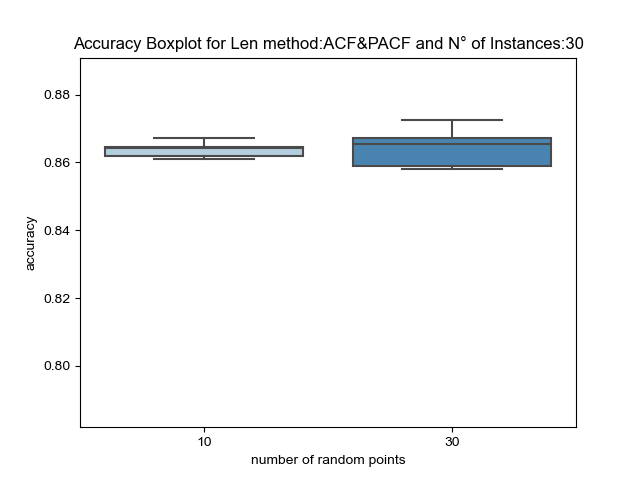 Accuracy Boxplot for Len method:ACF&PACF and N° of Instances:30
accuracy
0.88
0.86
0.84
0.82
0.80
10
30
number of random points